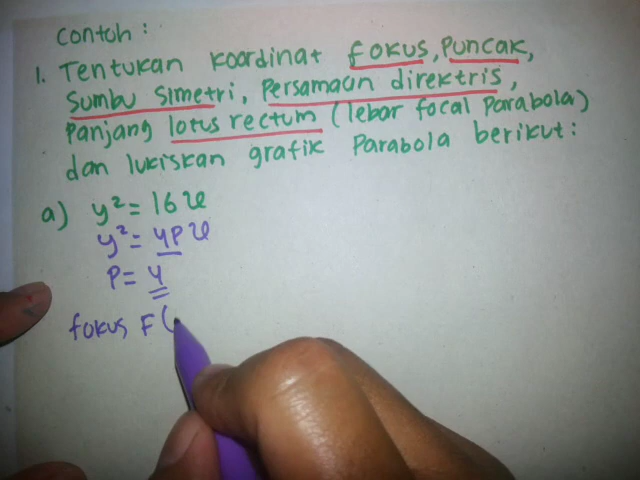 Contoh :
1. Tentukan koordinat fokus, Puncak,
Sumbu Simetri, Persamaan direktris,
Panjang lotus rectum (lebar focal Parabola)
dan lukiskan grafik Parabola berikut :
a) y² = 16x
y² = 4px
P = 4
fokus F(